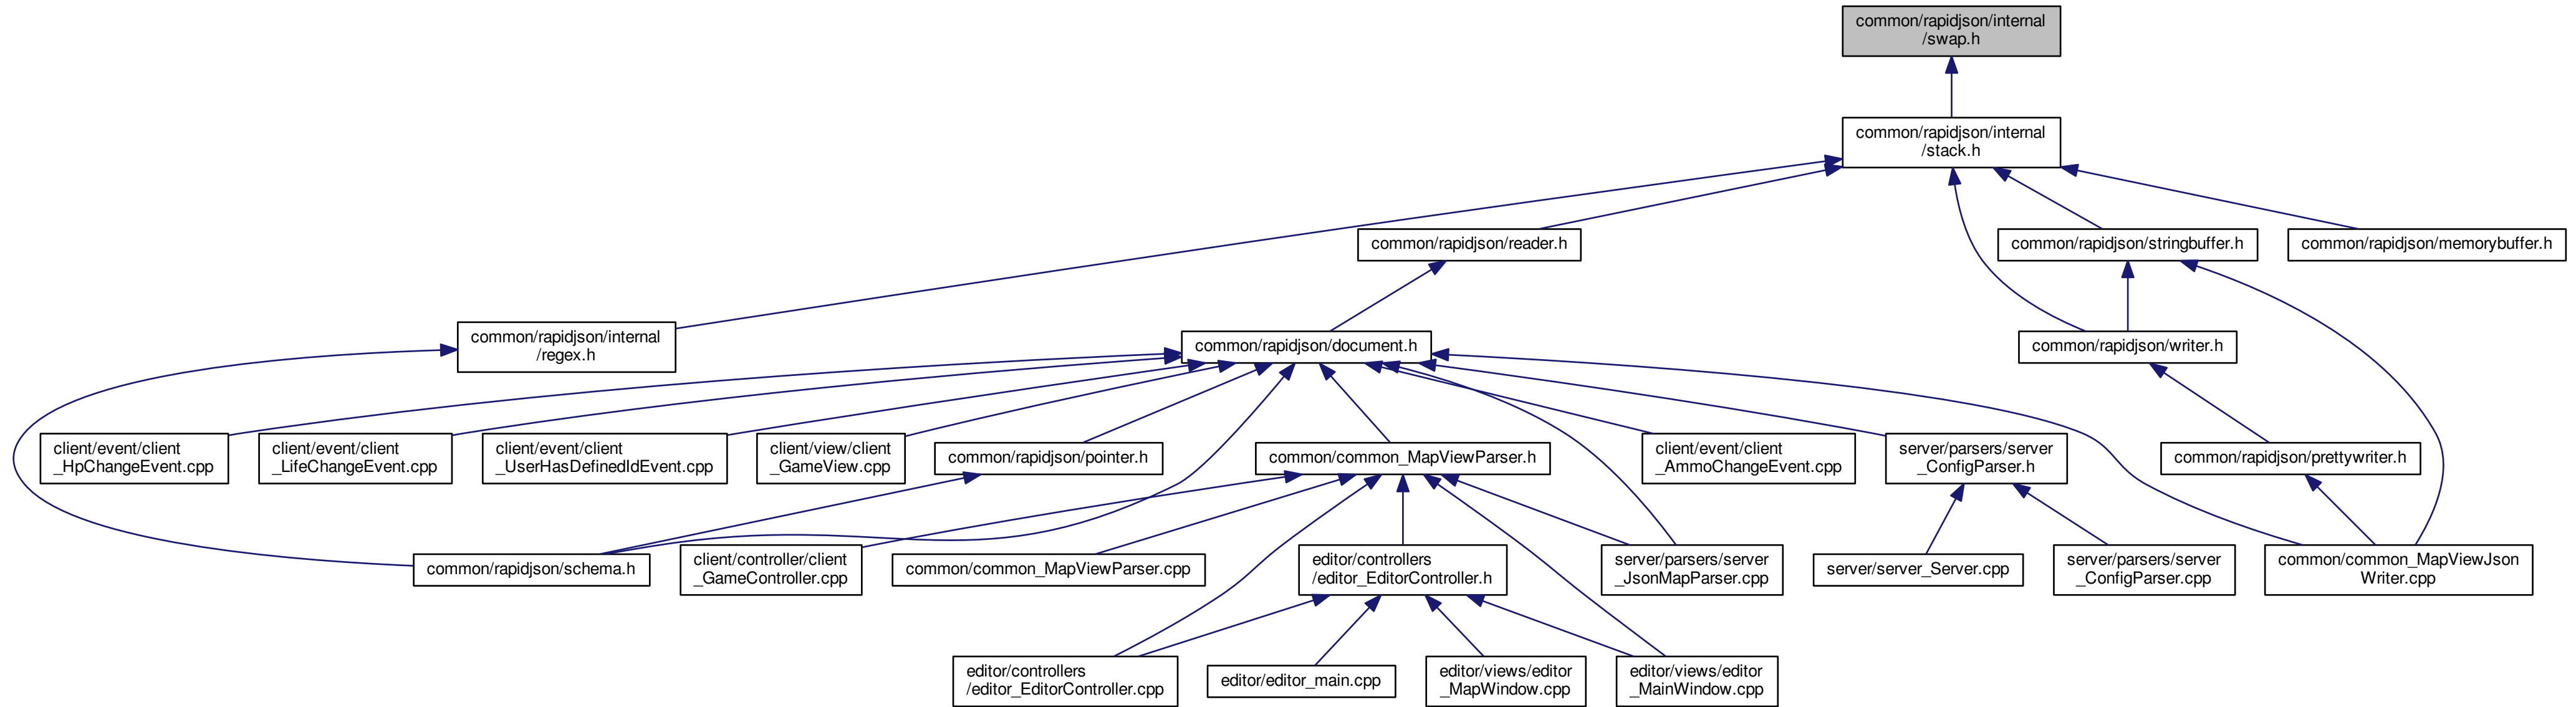 common/rapidjson/internal
/swap.h
common/rapidjson/internal
/stack.h
common/rapidjson/reader.h
common/rapidjson/stringbuffer.h
common/rapidjson/memorybuffer.h
common/rapidjson/internal
/regex.h
common/rapidjson/document.h
common/rapidjson/writer.h
client/event/client
_HpChangeEvent.cpp
client/event/client
_LifeChangeEvent.cpp
client/event/client
_UserHasDefinedIdEvent.cpp
client/view/client
_GameView.cpp
common/rapidjson/pointer.h
common/common_MapViewParser.h
client/event/client
_AmmoChangeEvent.cpp
server/parsers/server
_ConfigParser.h
common/rapidjson/prettywriter.h
common/rapidjson/schema.h
client/controller/client
_GameController.cpp
common/common_MapViewParser.cpp
editor/controllers
/editor_EditorController.h
server/parsers/server
_JsonMapParser.cpp
server/server_Server.cpp
server/parsers/server
_ConfigParser.cpp
common/common_MapViewJson
Writer.cpp
editor/controllers
/editor_EditorController.cpp
editor/editor_main.cpp
editor/views/editor
_MapWindow.cpp
editor/views/editor
_MainWindow.cpp